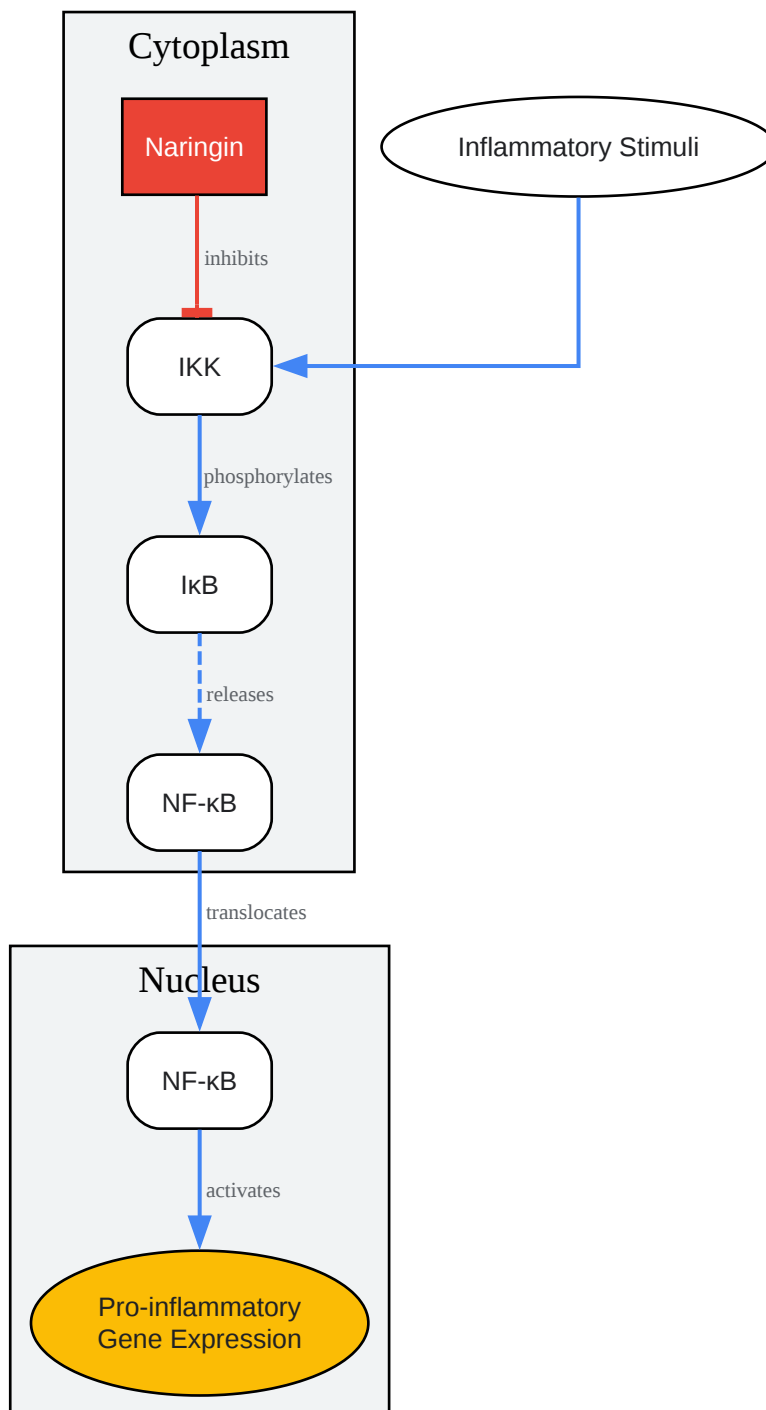 Cytoplasm
Naringin
Inflammatory Stimuli
inhibits
IKK
phosphorylates
IκB
releases
NF-κB
translocates
Nucleus
NF-κB
activates
Pro-inflammatory
Gene Expression